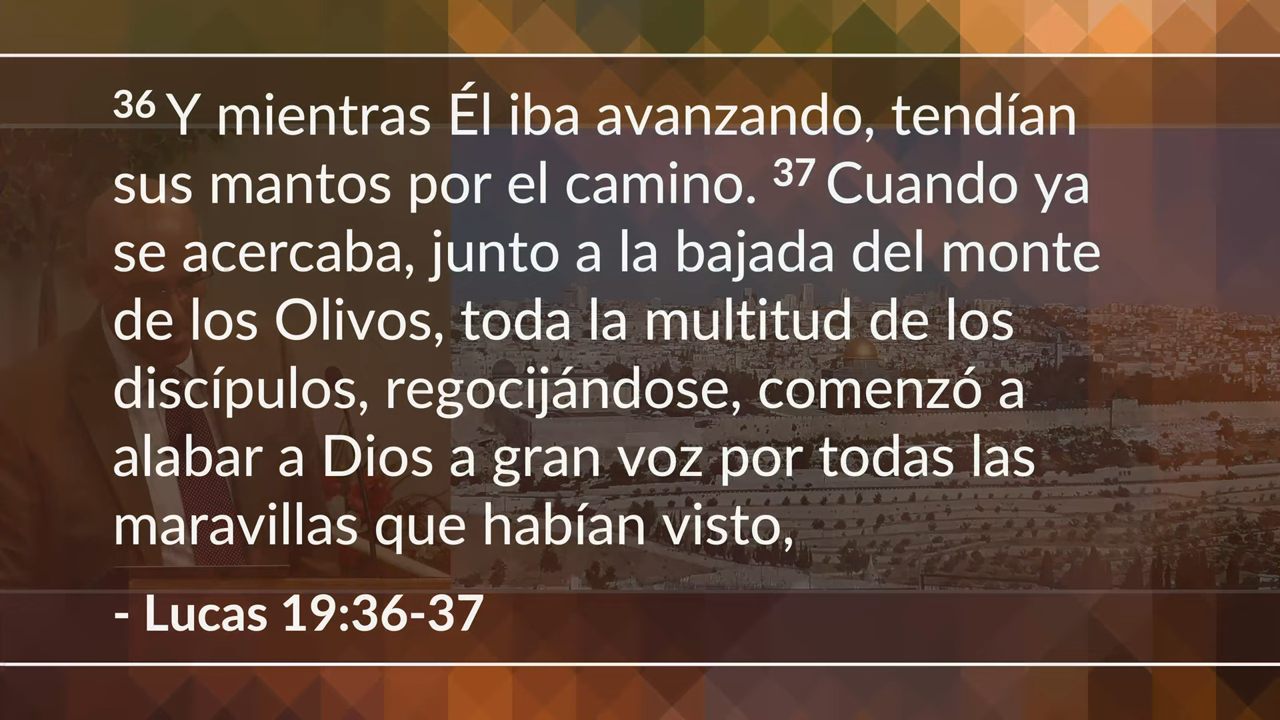 36 Y mientras Él iba avanzando, tendían
sus mantos por el camino. 37 Cuando ya
se acercaba, junto a la bajada del monte
de los Olivos, toda la multitud de los
discípulos, regocijándose, comenzó a
alabar a Dios a gran voz por todas las
maravillas que habían visto,
- Lucas 19:36-37